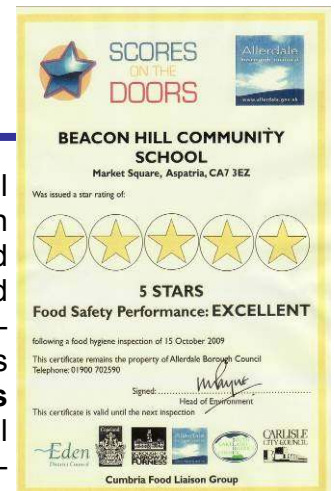 SCORES
ON THE
DOORS
Allerdale
borough council
www.allerdale.gov.uk
BEACON HILL COMMUNITY
SCHOOL
Market Square, Aspatria, CA7 3EZ
Was issued a star rating of:
5 STARS
Food Safety Performance: EXCELLENT
following a food hygiene inspection of 15 October 2009
This certificate remains the property of Allerdale Borough Council
Telephone: 01900 702590
Signed:
Head of Environment
This certificate is valid until the next inspection
Eden
District Council
Copeland
FURNESS
Allerdale
CARLISLE
CITY COUNCIL
Cumbria Food Liaison Group